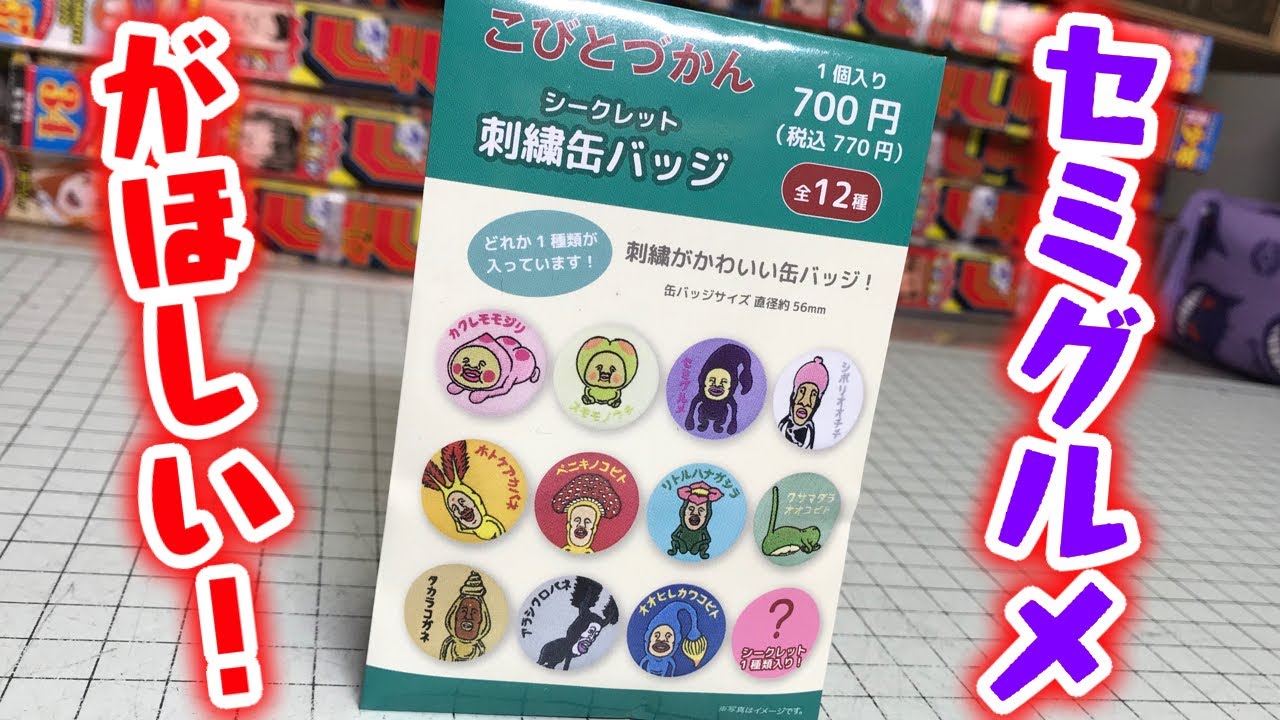 セミグルメ
がほしい!
こびとづかん
シークレット
刺繍缶バッジ
1個入り
700円
(税込 770円)
全12種
どれか1種類が
入っています!
刺繍がかわいい缶バッジ!
缶バッジサイズ 直径約56mm
カクレモモジリ
セミグルメ
シボリオオチチ
ホトケアカバネ
ベニキノコビト
リトルハナガシラ
クサマダラ
オオコビト
タカラコガネ
アラシクロバネ
オオヒレカワコビト
?
シークレット
1種類入り!
※写真はイメージです。
34